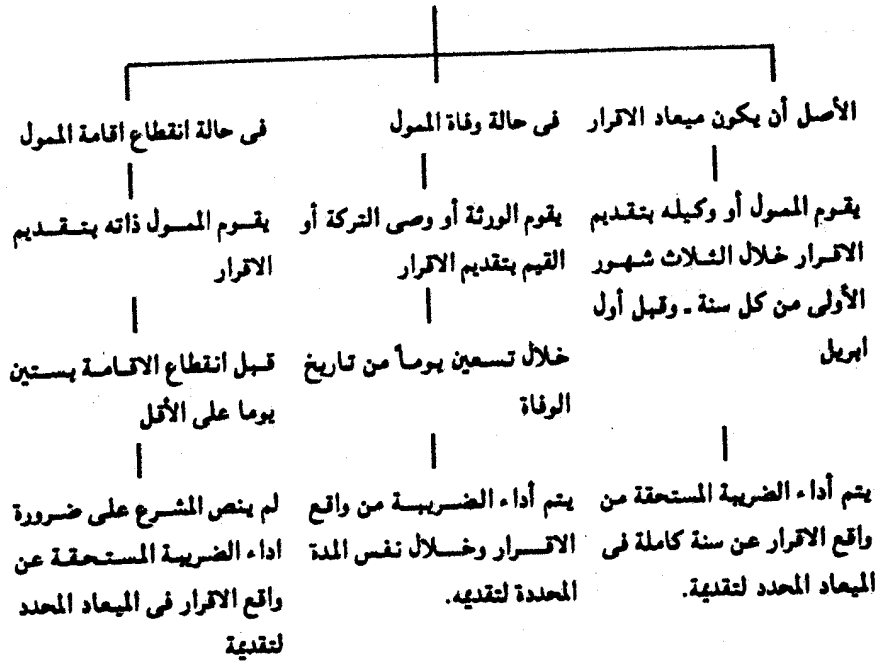 الأصل أن يكون ميعاد الاقرار
يقوم الممول أو وكيله بتقديم
الاقرار خلال الثلاث شهور
الأولى من كل سنة ـ وقبل أول
ابريل
يتم أداء الضريبة المستحقة من
واقع الاقرار عن سنة كاملة فى
الميعاد المحدد لتقديمة.
فى حالة وفاة الممول
يقوم الورثة أو وصى التركة أو
القيم بتقديم الاقرار
خلال تسعين يوماً من تاريخ
الوفاة
يتم أداء الضريبة من واقع
الاقرار وخلال نفس المدة
المحددة لتقديمه.
فى حالة انقطاع اقامة الممول
يقوم الممول ذاته بتقديم
الاقرار
قبل انقطاع الاقامة بستين
يوما على الأقل
لم ينص المشرع على ضرورة
اداء الضريبة المستحقة عن
واقع الاقرار فى الميعاد المحدد
لتقديمة